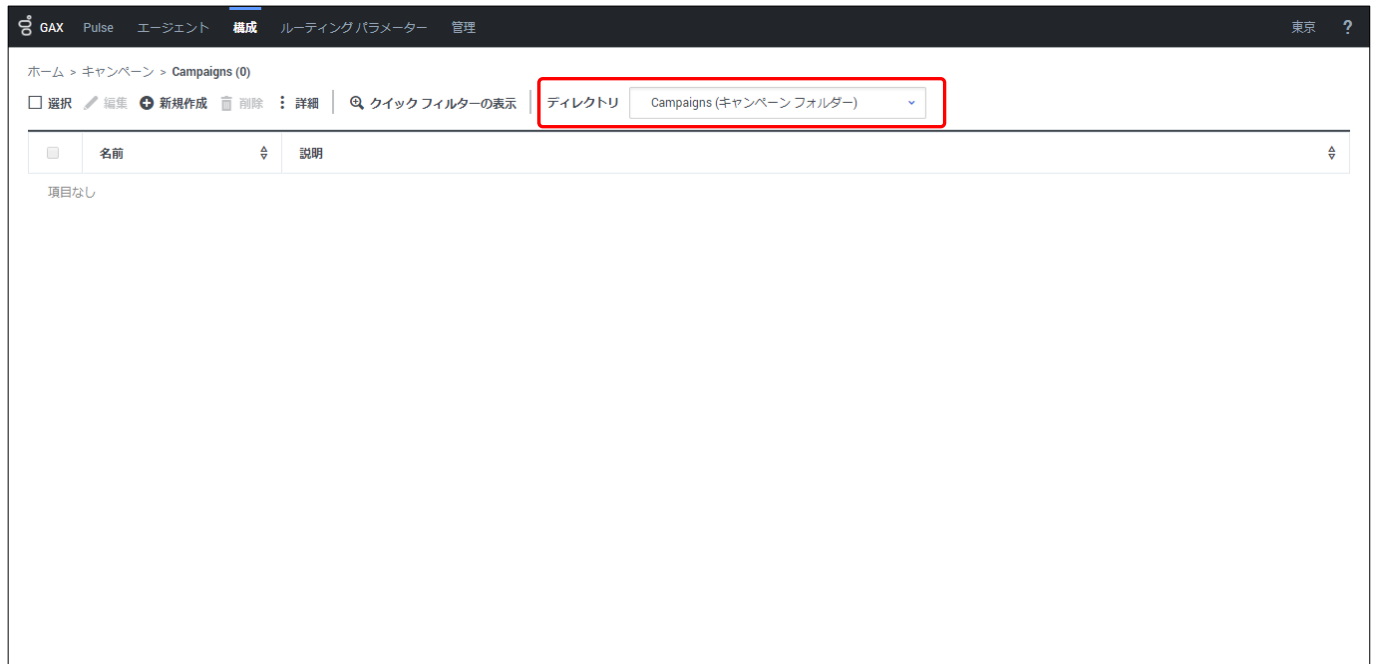 GAX Pulse エージェント 構成 ルーティング パラメーター 管理 東京 ?
ホーム > キャンペーン > Campaigns (0)
選択 編集 新規作成 削除 詳細 クイック フィルターの表示 ディレクトリ Campaigns (キャンペーン フォルダー)
名前 説明
項目なし